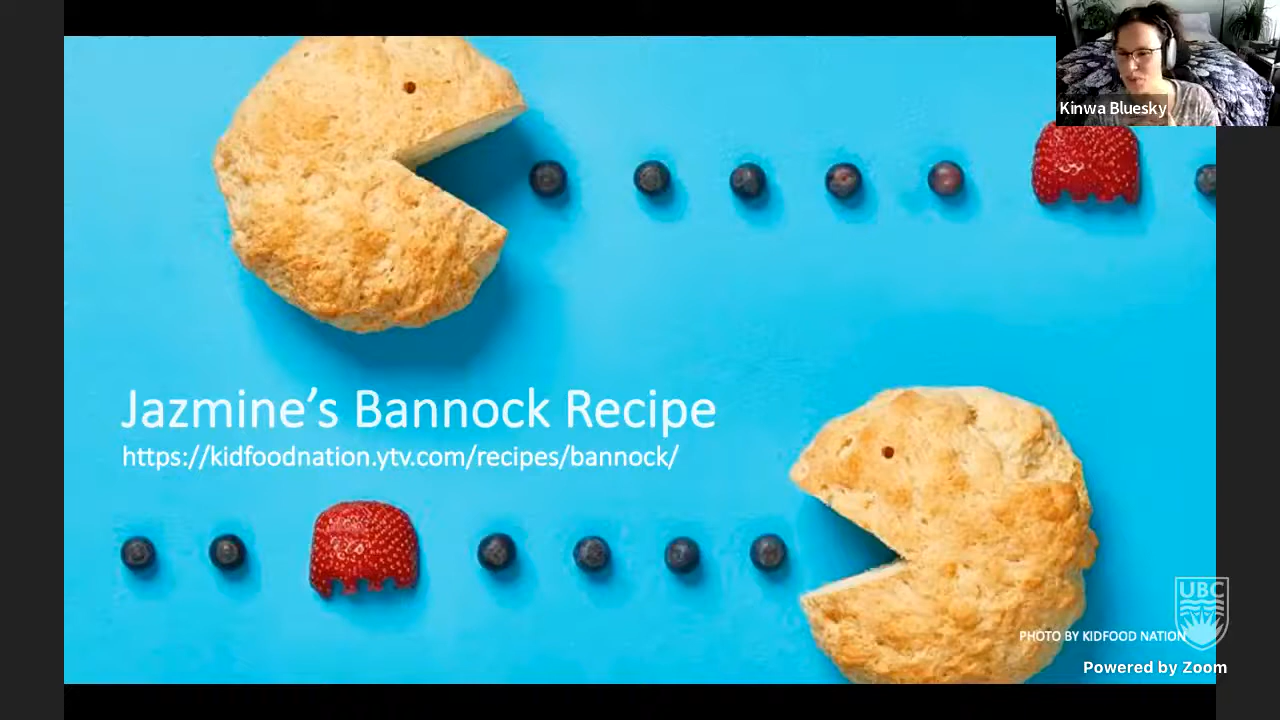 Kinwa Bluesky
Jazmine's Bannock Recipe
https://kidfoodnation.ytv.com/recipes/bannock/
UBC
PHOTO BY KIDFOOD NATION
Powered by Zoom